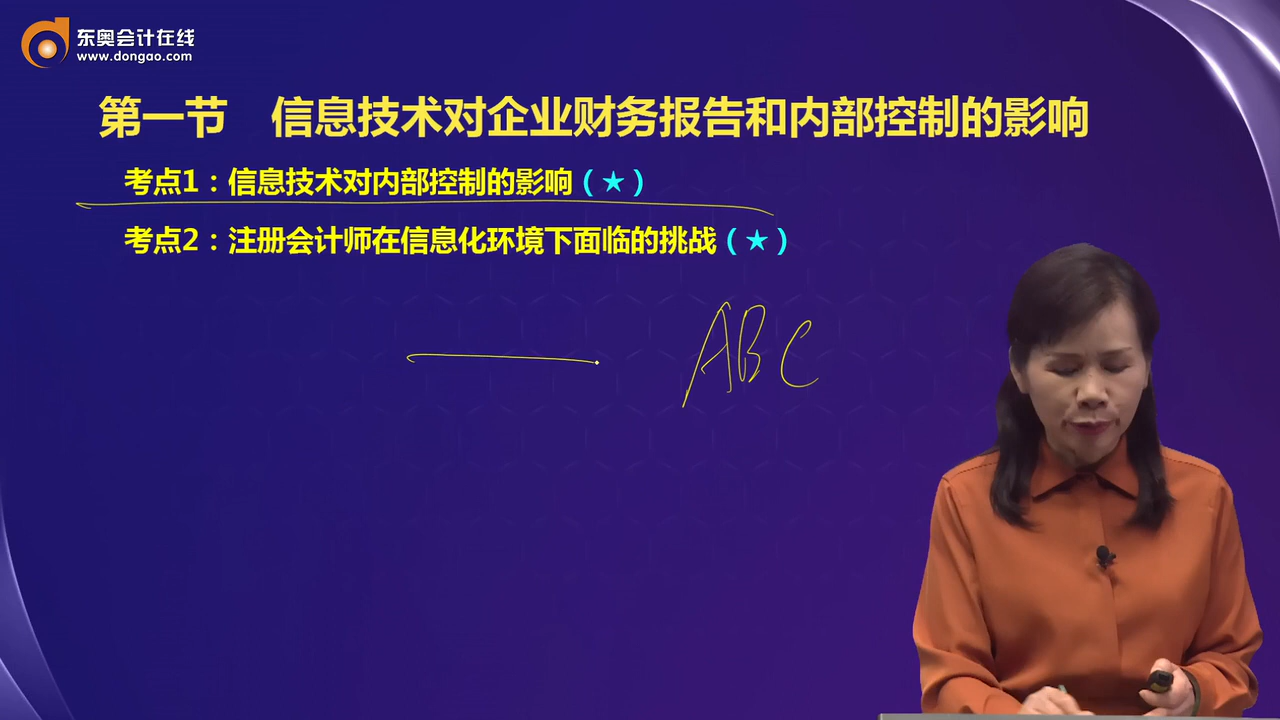 东奥会计在线
www.dongao.com
第一节 信息技术对企业财务报告和内部控制的影响
考点1：信息技术对内部控制的影响（★）
考点2：注册会计师在信息化环境下面临的挑战（★）
ABC